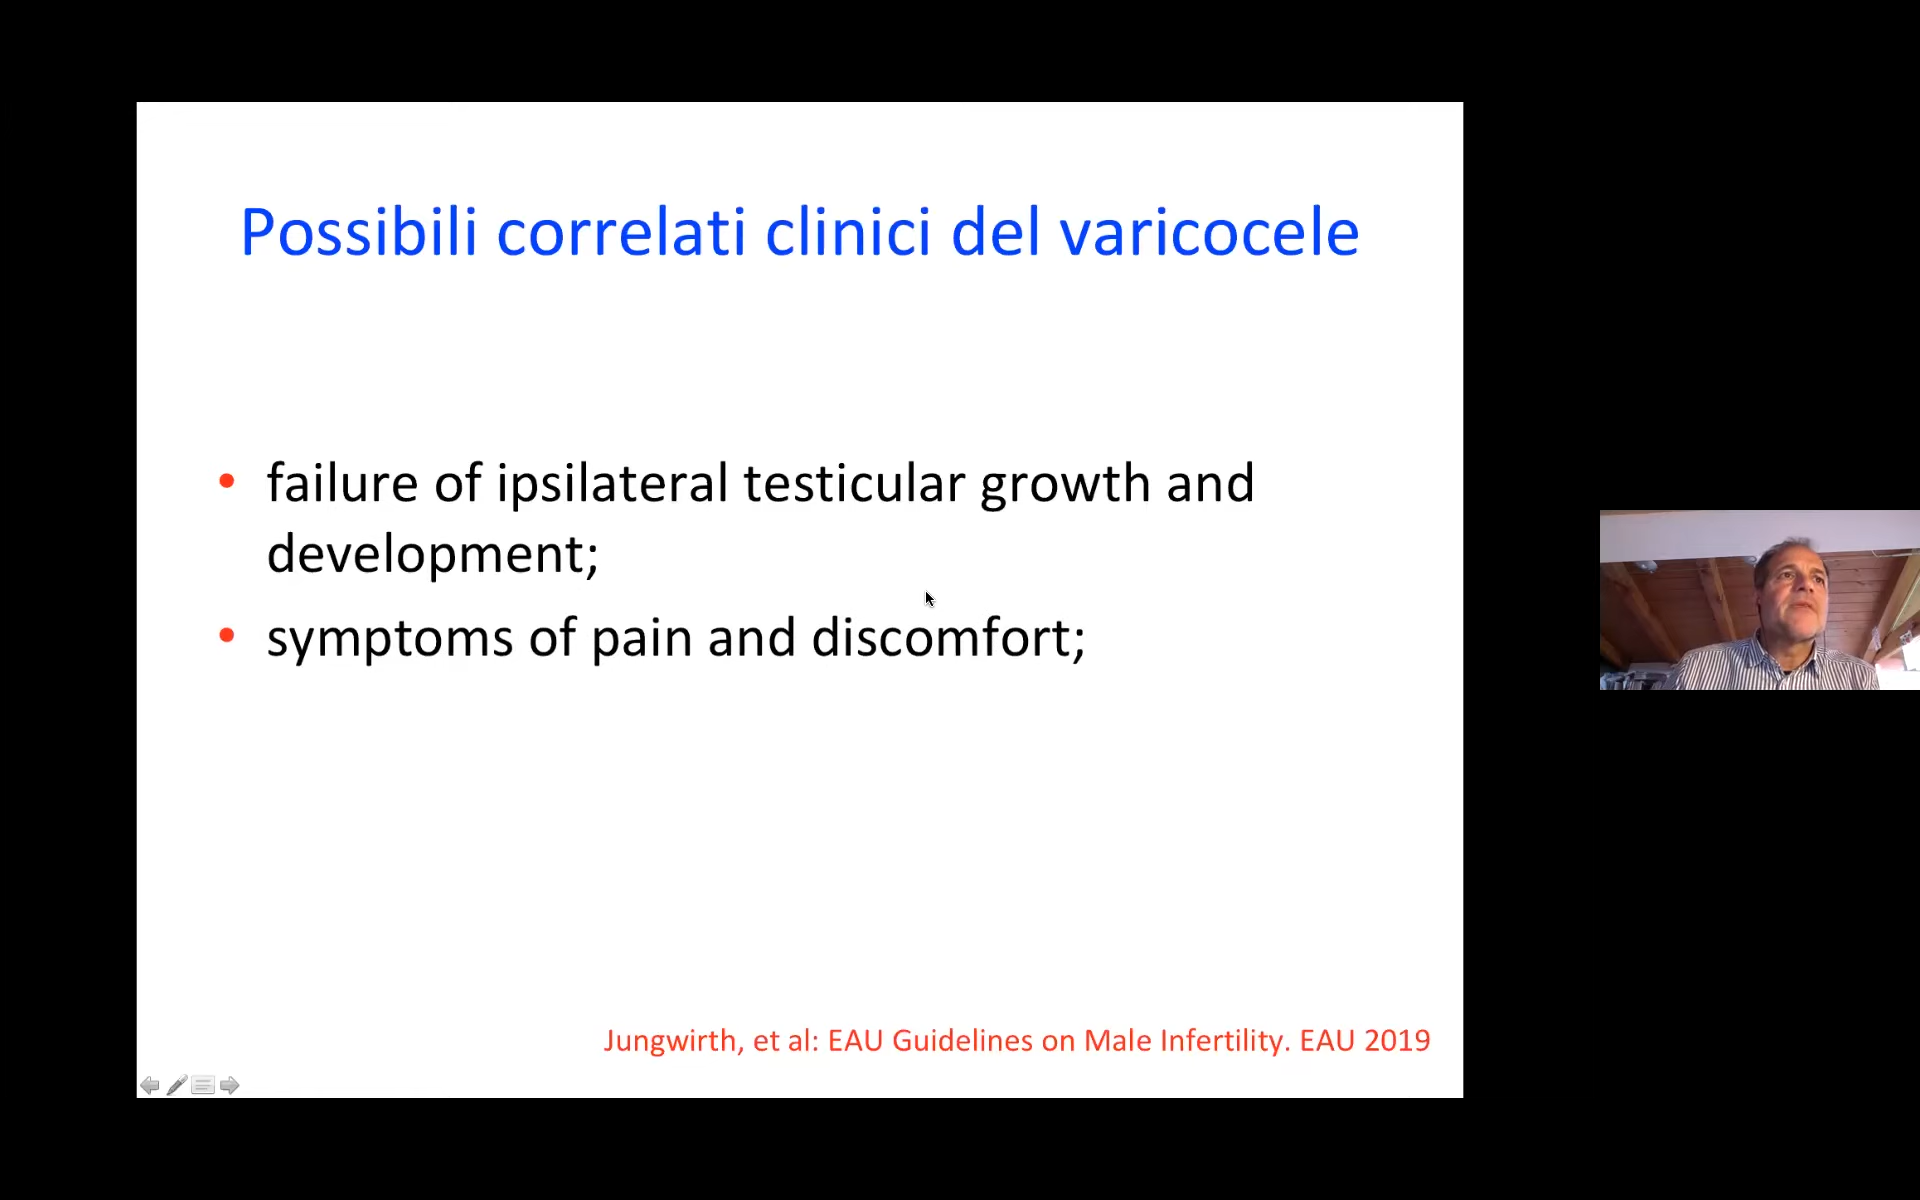 Possibili correlati clinici del varicocele
• failure of ipsilateral testicular growth and
development;
• symptoms of pain and discomfort;
Jungwirth, et al: EAU Guidelines on Male Infertility. EAU 2019